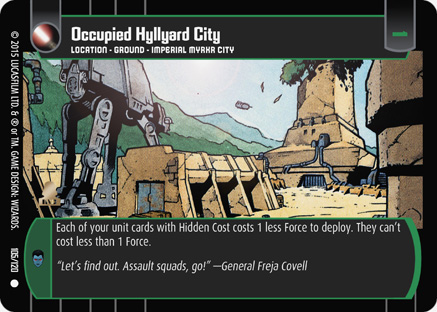 Occupied Hyllyard City
LOCATION - GROUND - IMPERIAL MYRKR CITY
Each of your unit cards with Hidden Cost costs 1 less Force to deploy. They can't
cost less than 1 Force.
"Let's find out. Assault squads, go!" —General Freja Covell
© 2015 LUCASFILM LTD. & ® or TM. GAME DESIGN: WIZARDS.
105/120